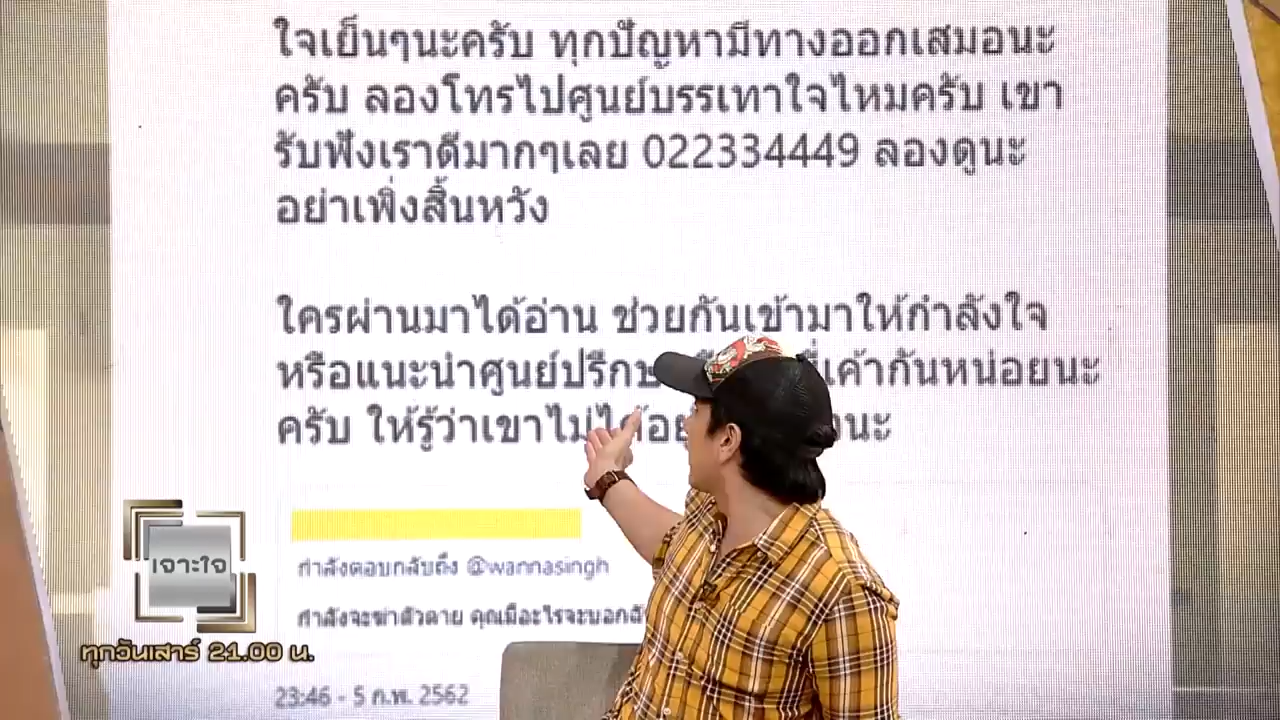 ใจเย็นๆนะครับ ทุกปัญหามีทางออกเสมอนะ
ครับ ลองโทรไปศูนย์บรรเทาใจไหมครับ เขา
รับฟังเราดีมากๆเลย 022334449 ลองดูนะ
อย่าเพิ่งสิ้นหวัง
ใครผ่านมาได้อ่าน ช่วยกันเข้ามาให้กำลังใจ
หรือแนะนำศูนย์ปรึกษ เค้ากันหน่อยนะ
ครับ ให้รู้ว่าเขาไม่ได้อยู่ นะ
กำลังตอบกลับถึง @wannasingh
กำลังจะฆ่าตัวตาย คุณมีอะไรจะบอกฉั
23:46 - 5 ก.พ. 2562
เจาะใจ
ทุกวันเสาร์ 21.00 น.